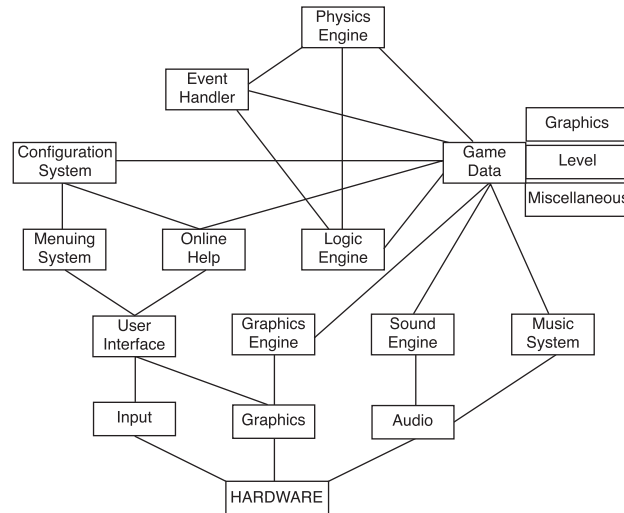 Physics
Engine
Event
Handler
Graphics
Configuration
System
Game
Data
Level
Miscellaneous
Menuing
System
Online
Help
Logic
Engine
User
Interface
Graphics
Engine
Sound
Engine
Music
System
Input
Graphics
Audio
HARDWARE